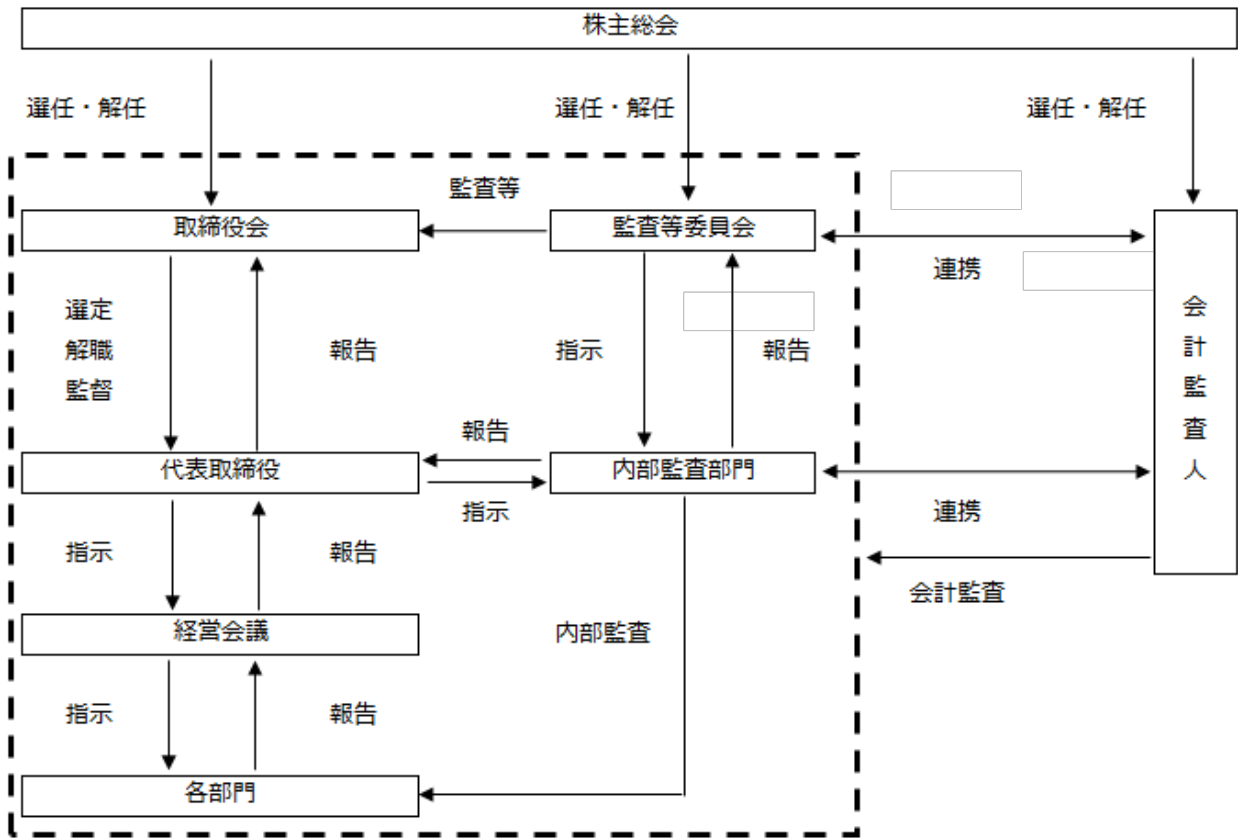 株主総会
選任・解任
選任・解任
選任・解任
監査等
取締役会
監査等委員会
連携
選定
解職
監督
報告
指示
報告
会計監査人
報告
代表取締役
内部監査部門
指示
連携
指示
報告
会計監査
経営会議
内部監査
指示
報告
各部門